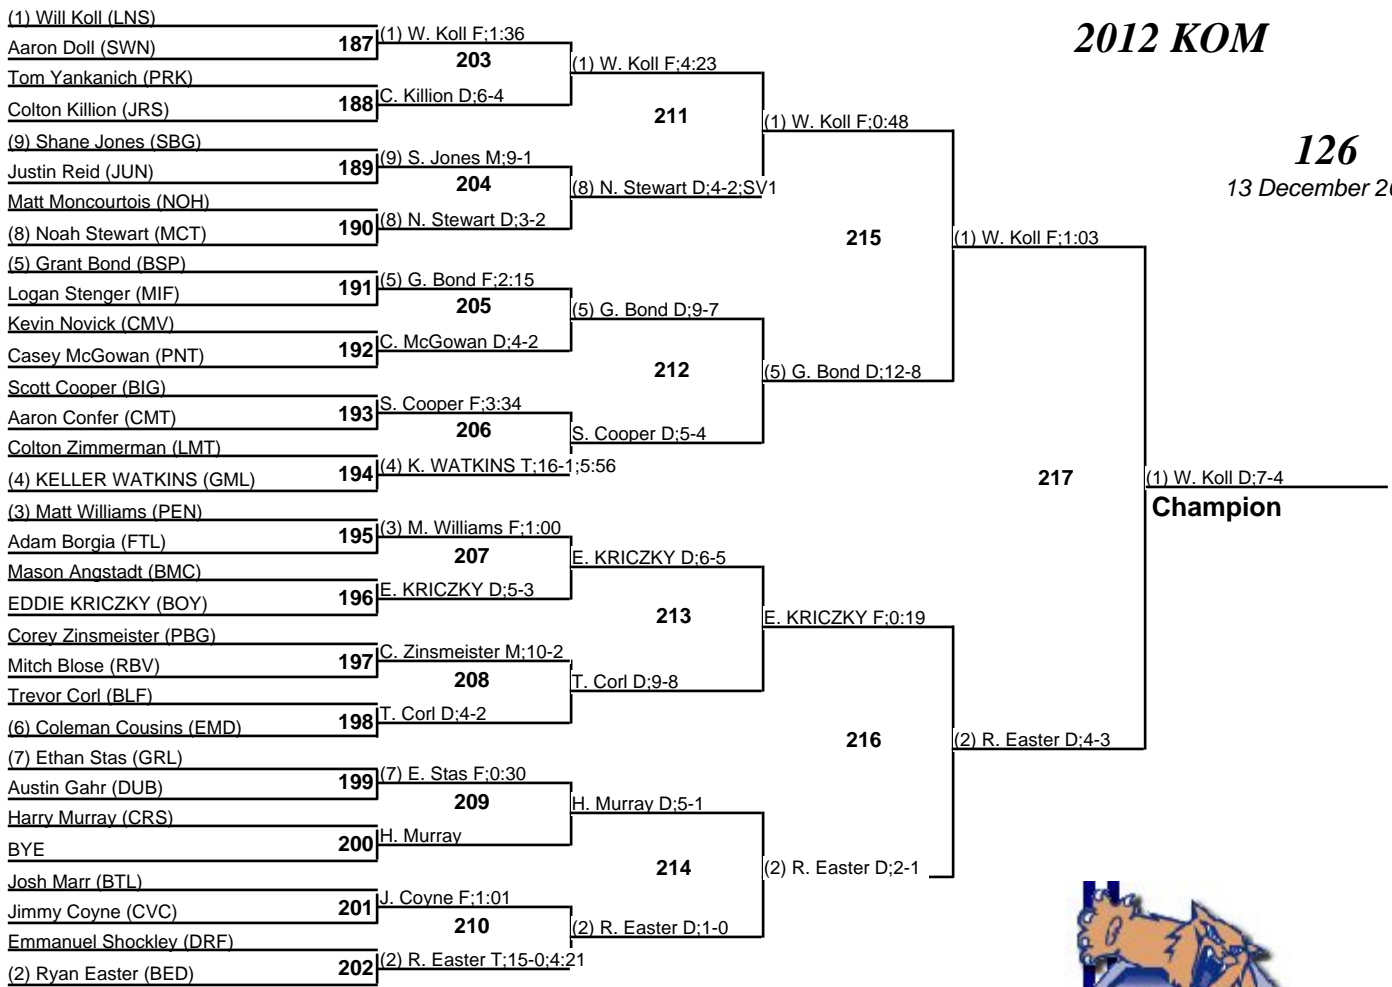 2012 KOM
126
13 December
(1) Will Koll (LNS)
Aaron Doll (SWN)
Tom Yankanich (PRK)
Colton Killion (JRS)
(9) Shane Jones (SBG)
Justin Reid (JUN)
Matt Moncourtois (NOH)
(8) Noah Stewart (MCT)
(5) Grant Bond (BSP)
Logan Stenger (MIF)
Kevin Novick (CMV)
Casey McGowan (PNT)
Scott Cooper (BIG)
Aaron Confer (CMT)
Colton Zimmerman (LMT)
(4) KELLER WATKINS (GML)
(3) Matt Williams (PEN)
Adam Borgia (FTL)
Mason Angstadt (BMC)
EDDIE KRICZKY (BOY)
Corey Zinsmeister (PBG)
Mitch Blose (RBV)
Trevor Corl (BLF)
(6) Coleman Cousins (EMD)
(7) Ethan Stas (GRL)
Austin Gahr (DUB)
Harry Murray (CRS)
BYE
Josh Marr (BTL)
Jimmy Coyne (CVC)
Emmanuel Shockley (DRF)
(2) Ryan Easter (BED)
187
188
189
190
191
192
193
194
195
196
197
198
199
200
201
202
(1) W. Koll F;1:36
203
C. Killion D;6-4
(9) S. Jones M;9-1
204
(8) N. Stewart D;3-2
(5) G. Bond F;2:15
205
C. McGowan D;4-2
S. Cooper F;3:34
206
(4) K. WATKINS T;16-1;5:56
(3) M. Williams F;1:00
207
E. KRICZKY D;5-3
C. Zinsmeister M;10-2
208
T. Corl D;4-2
(7) E. Stas F;0:30
209
H. Murray
J. Coyne F;1:01
210
(2) R. Easter T;15-0;4:21
(1) W. Koll F;4:23
211
(8) N. Stewart D;4-2;SV1
(5) G. Bond D;9-7
212
S. Cooper D;5-4
E. KRICZKY D;6-5
213
T. Corl D;9-8
H. Murray D;5-1
214
(2) R. Easter D;1-0
(1) W. Koll F;0:48
215
(5) G. Bond D;12-8
E. KRICZKY F;0:19
216
(2) R. Easter D;2-1
(1) W. Koll F;1:03
217
(2) R. Easter D;4-3
(1) W. Koll D;7-4
Champion